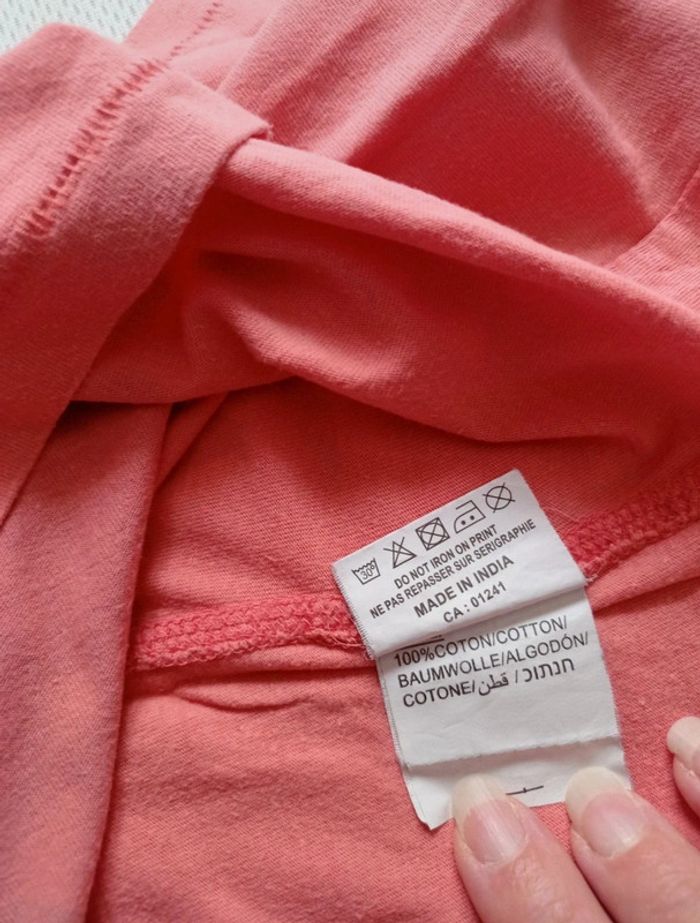 30°
DO NOT IRON ON PRINT
NE PAS REPASSER SUR SERIGRAPHIE
MADE IN INDIA
CA : 01241
100%COTON/COTTON/
BAUMWOLLE/ALGODÓN/
COTONE/قطن / חנתוכ